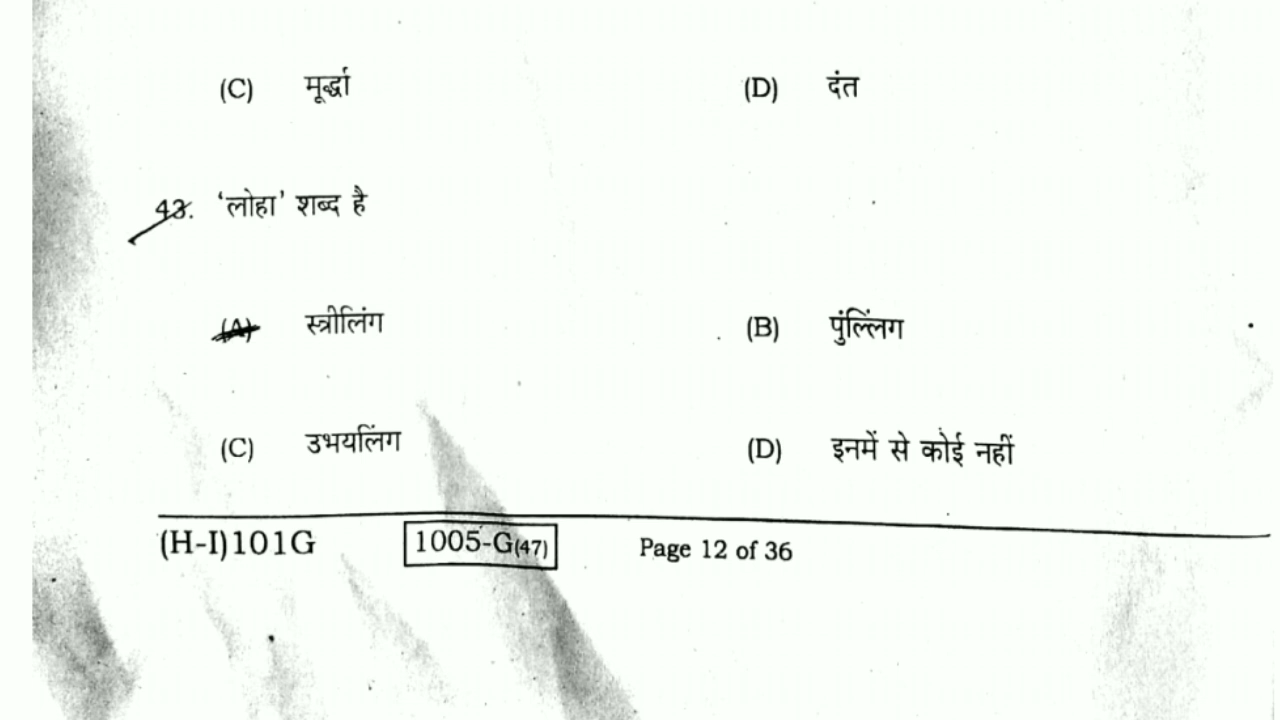 (C) मूर्द्धा (D) दंत
43. 'लोहा' शब्द है
(A) स्त्रीलिंग (B) पुंल्लिंग
(C) उभयलिंग (D) इनमें से कोई नहीं
(H-I)101G 1005-G(47) Page 12 of 36